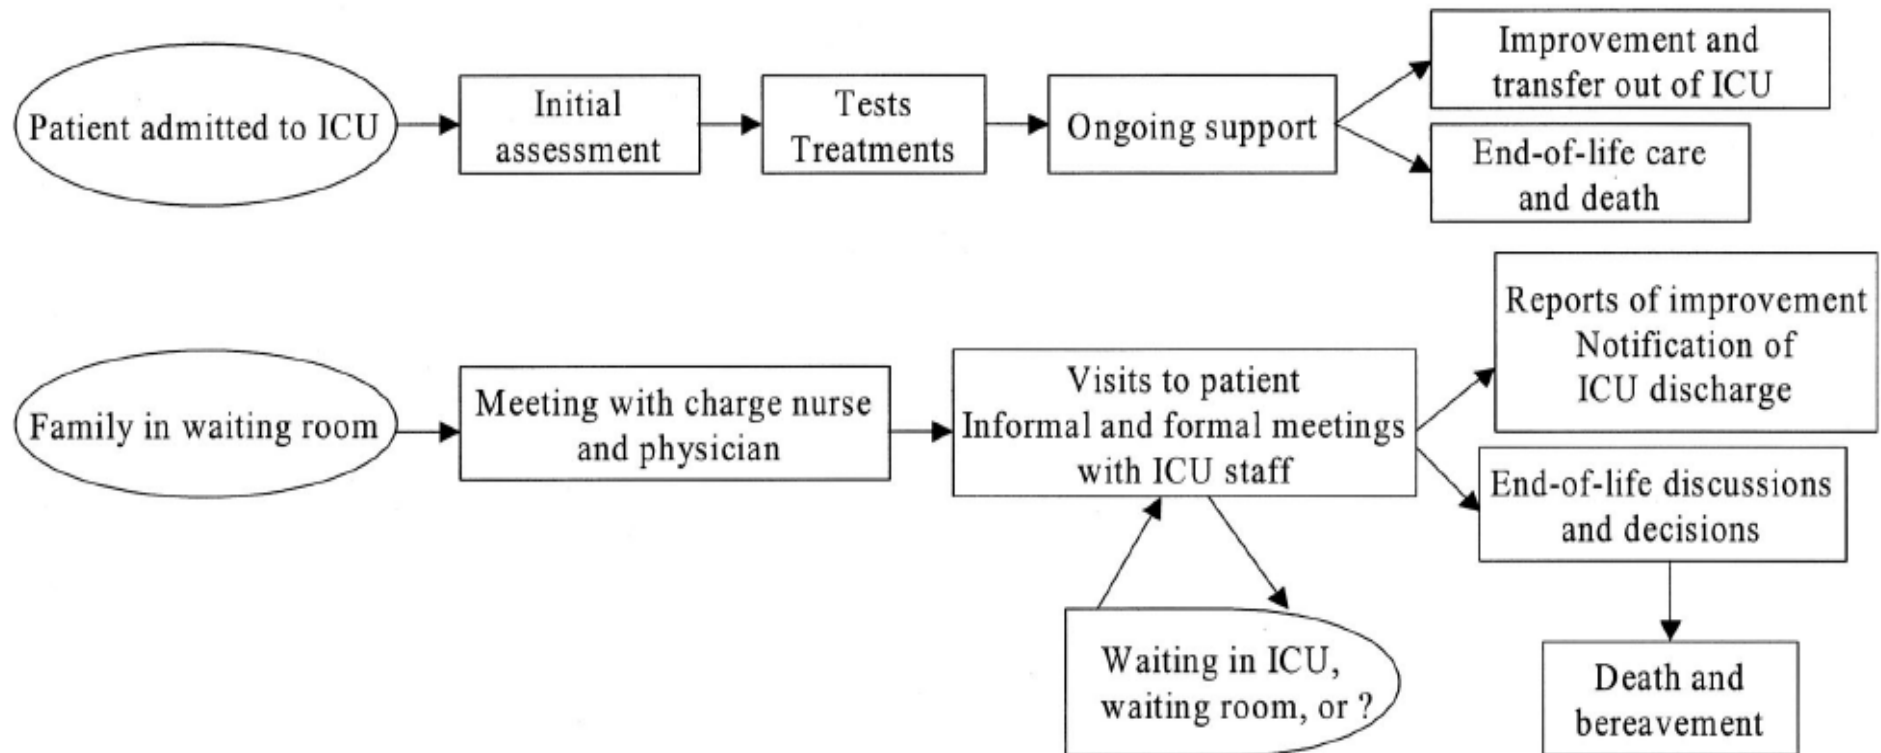 Patient admitted to ICU
Initial
assessment
Tests
Treatments
Ongoing support
Improvement and
transfer out of ICU
End-of-life care
and death
Family in waiting room
Meeting with charge nurse
and physician
Visits to patient
Informal and formal meetings
with ICU staff
Reports of improvement
Notification of
ICU discharge
End-of-life discussions
and decisions
Waiting in ICU,
waiting room, or ?
Death and
bereavement